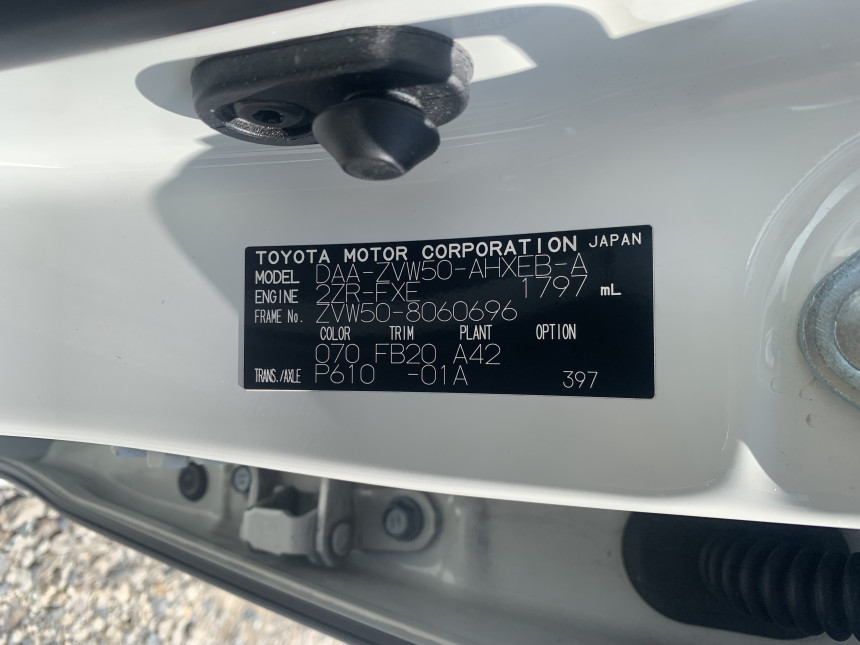 TOYOTA MOTOR CORPORATION JAPAN
MODEL DAA-ZVW50-AHXEB-A
ENGINE 2ZR-FXE 1797 mL
FRAME No. ZVW50-8060696
COLOR TRIM PLANT OPTION
070 FB20 A42
TRANS./AXLE P610 -01A 397